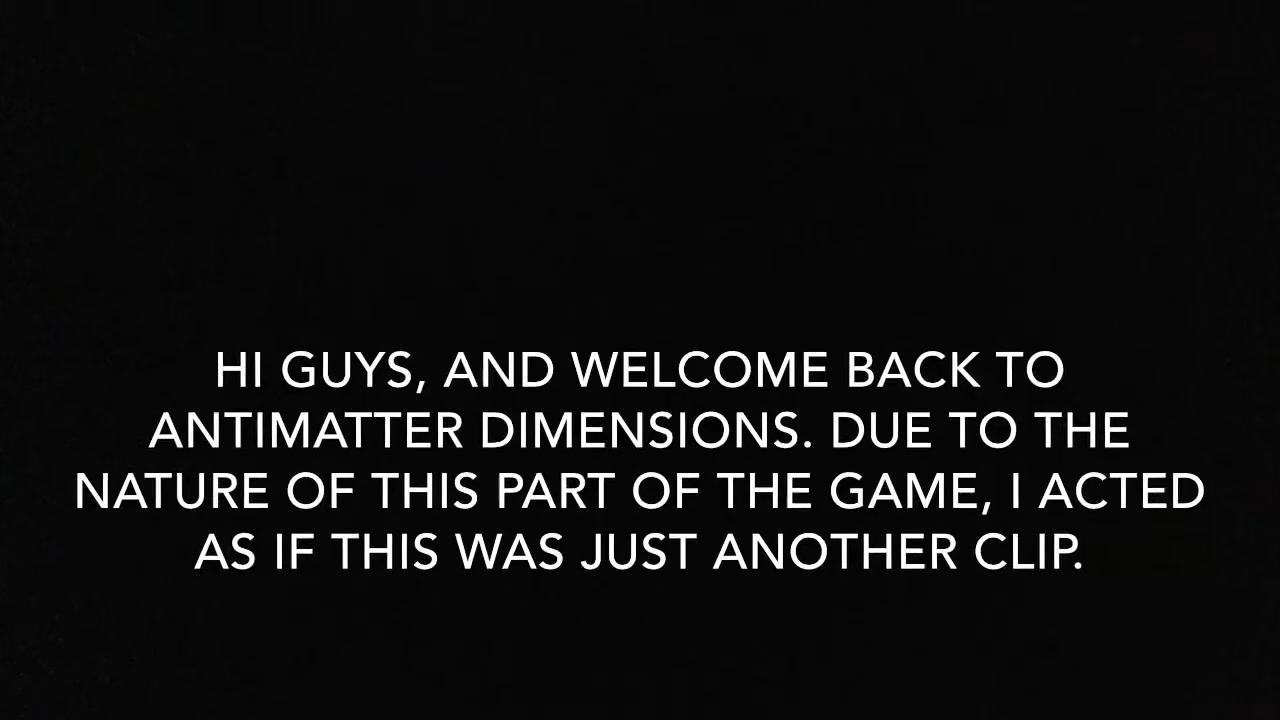 HI GUYS, AND WELCOME BACK TO
ANTIMATTER DIMENSIONS. DUE TO THE
NATURE OF THIS PART OF THE GAME, I ACTED
AS IF THIS WAS JUST ANOTHER CLIP.